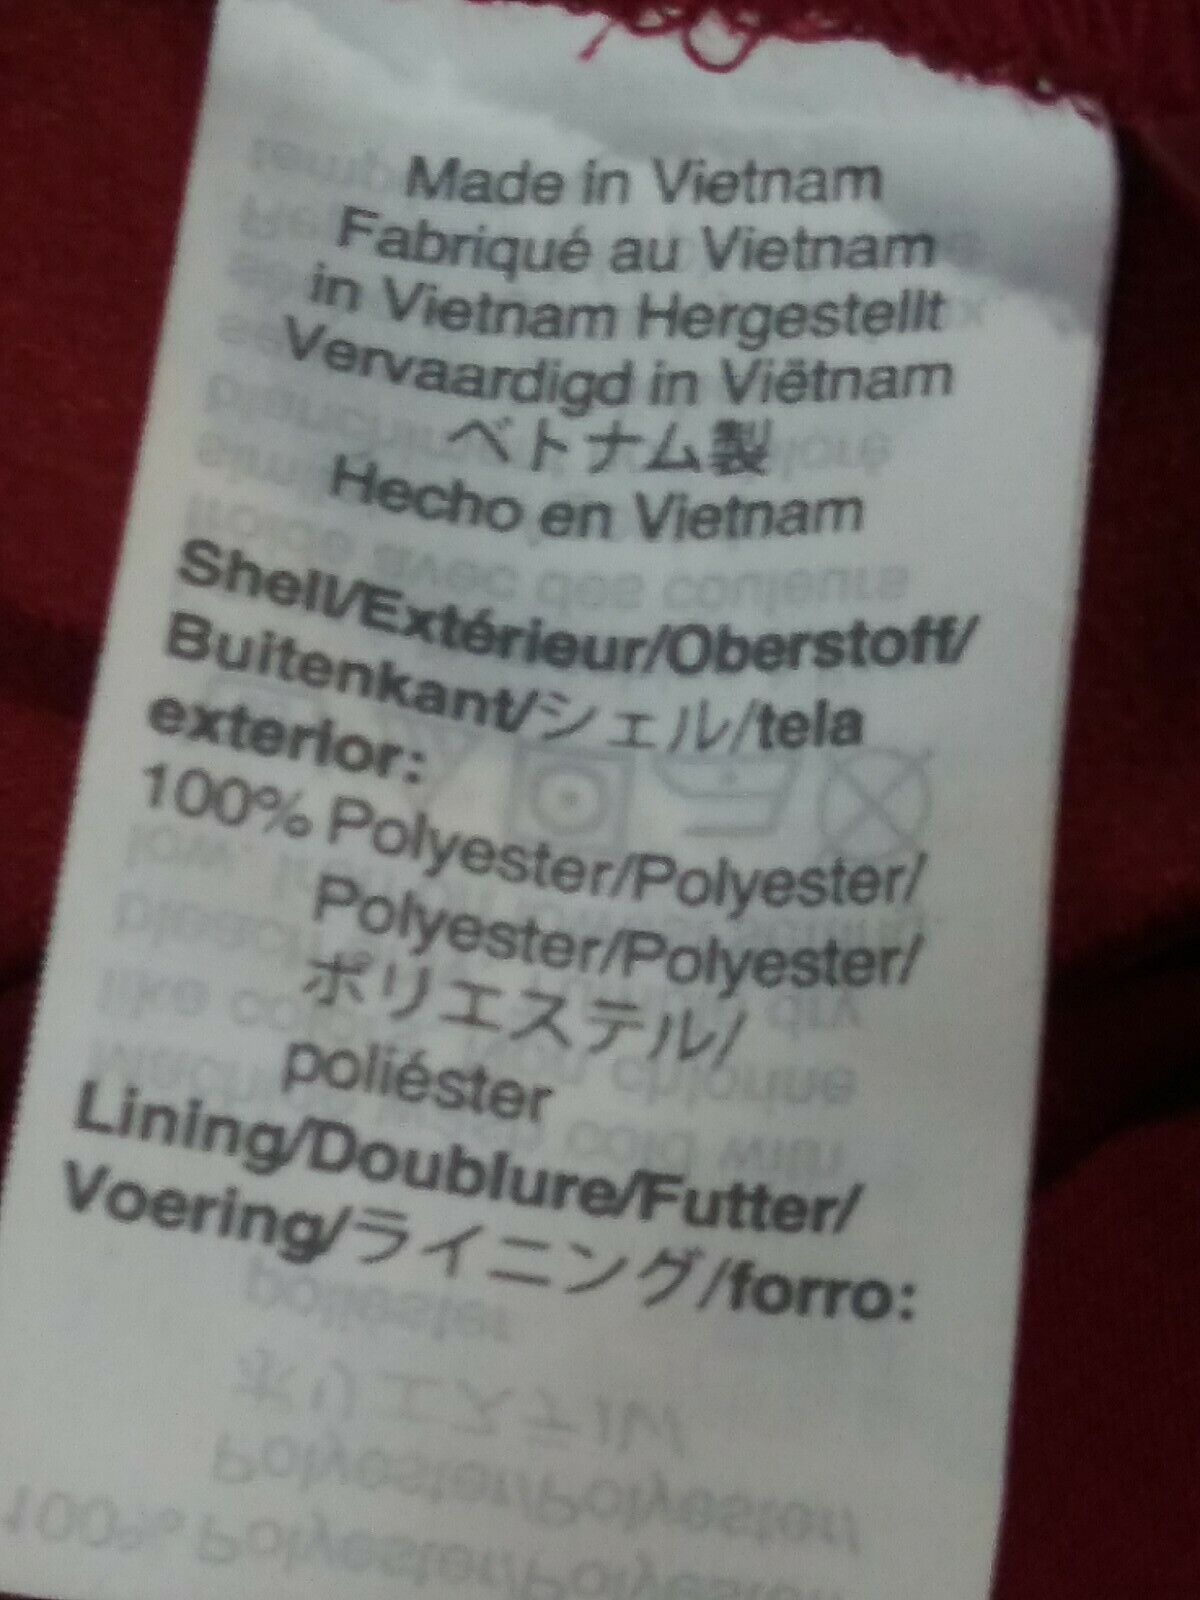 Made in Vietnam
Fabriqué au Vietnam
in Vietnam Hergestellt
Vervaardigd in Viëtnam
ベトナム製
Hecho en Vietnam
Shell/Extérieur/Oberstoff/
Buitenkant/シェル/tela
exterior:
100% Polyester/Polyester/
Polyester/Polyester/
ポリエステル/
poliéster
Lining/Doublure/Futter/
Voering/ライニング/forro: